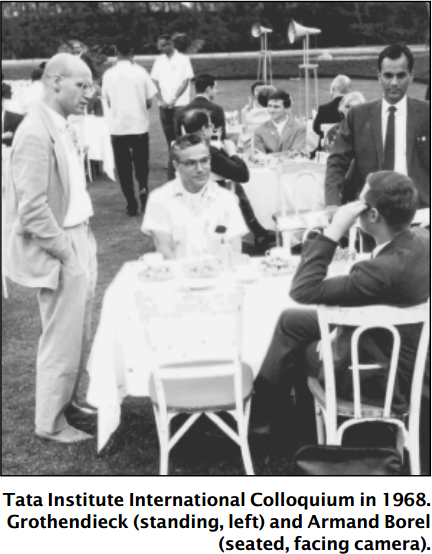 Tata Institute International Colloquium in 1968.
Grothendieck (standing, left) and Armand Borel
(seated, facing camera).